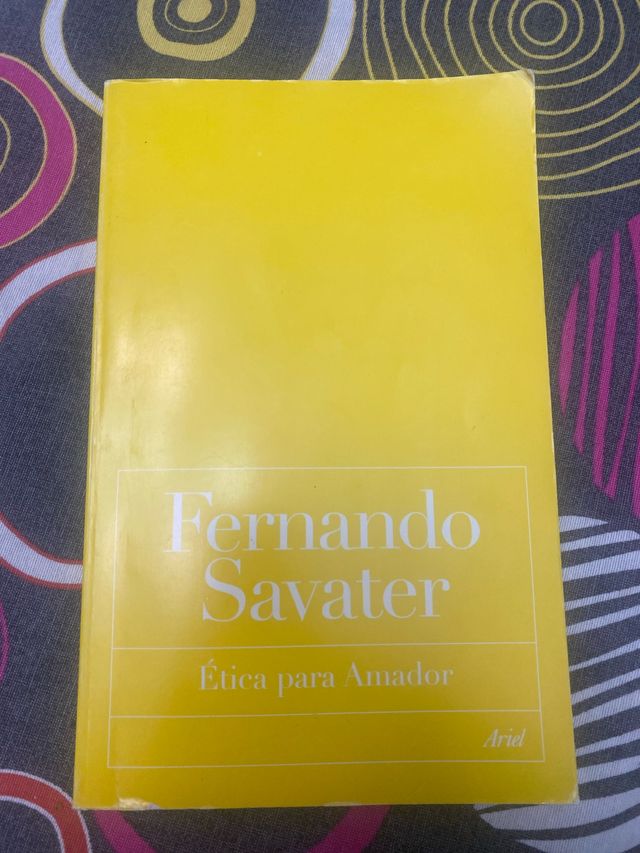 Fernando
Savater
Ética para Amador
Ariel